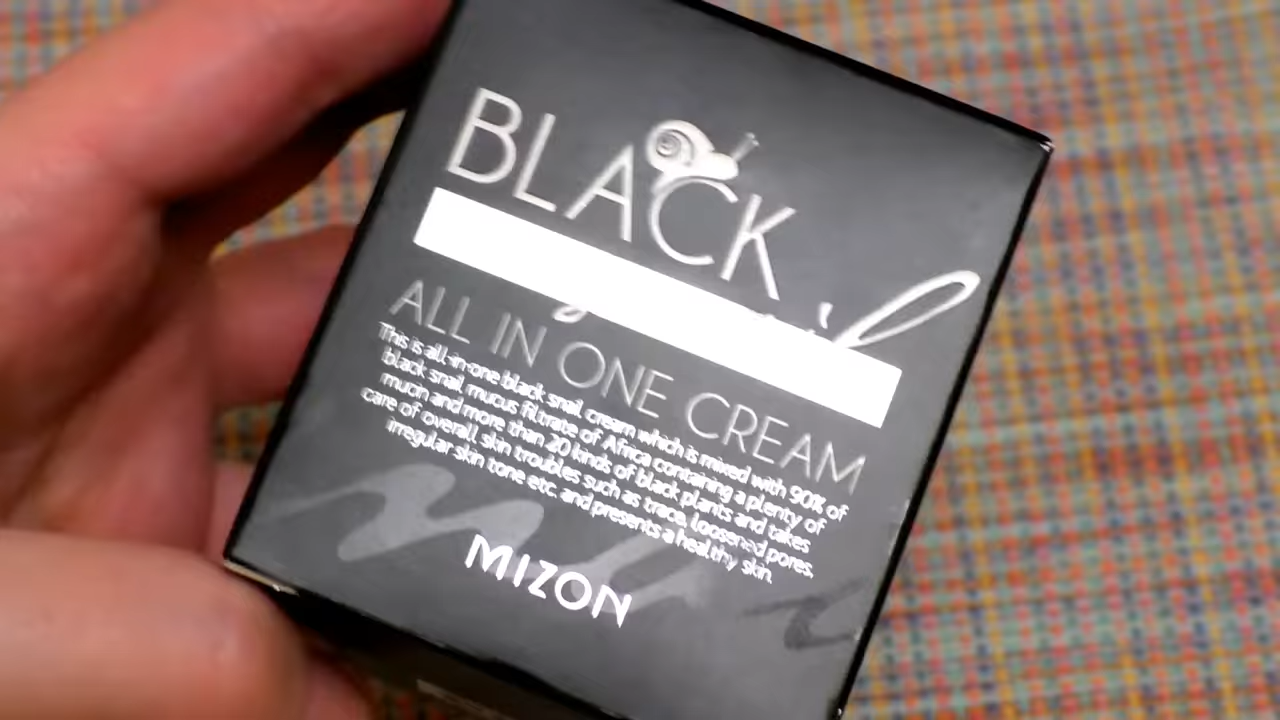 BLACK
ALL IN ONE CREAM
This is all-in-one black snail cream which is mixed with 90% of
black snail mucus filtrate of Africa containing a plenty of
mucin and more than 20 kinds of black plants and takes
care of overall skin troubles such as trace, loosened pores,
irregular skin tone etc. and presents a healthy skin.
MIZON